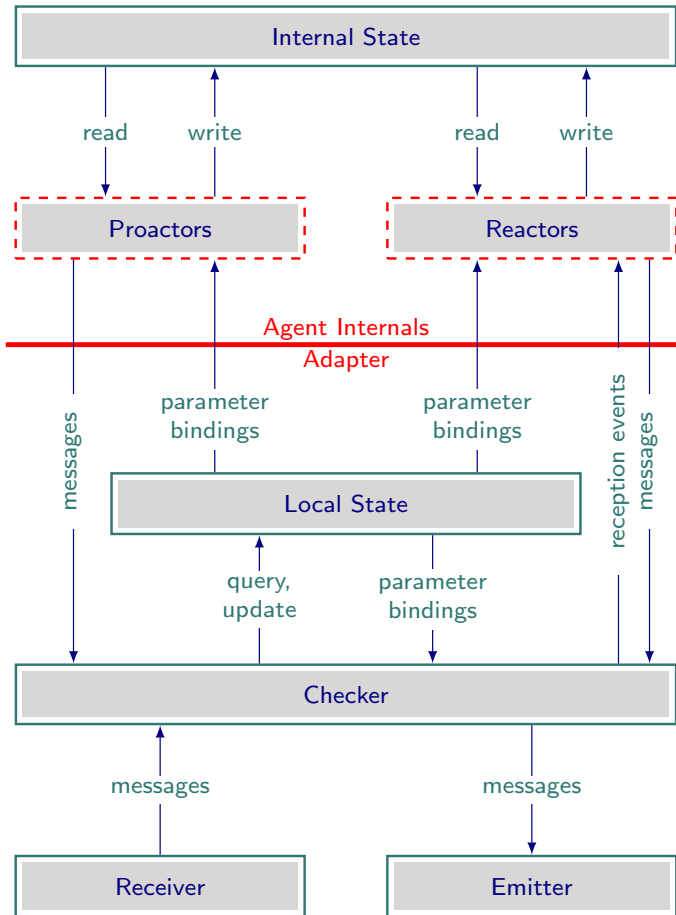 Internal State
read
write
read
write
Proactors
Reactors
Agent Internals
Adapter
parameter
bindings
parameter
bindings
messages
reception events
messages
Local State
query,
update
parameter
bindings
Checker
messages
messages
Receiver
Emitter